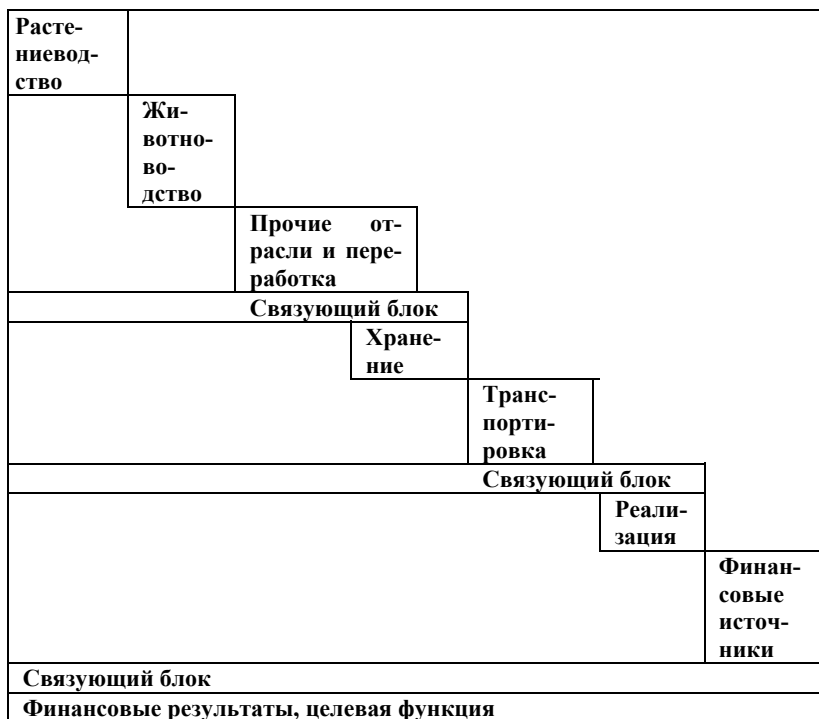 Расте-
ниевод-
ство
Жи-
вотно-
во-
дство
Прочие от-
расли и пере-
работка
Связующий блок
Хране-
ние
Транс-
порти-
ровка
Связующий блок
Реали-
зация
Финан-
совые
источ-
ники
Связующий блок
Финансовые результаты, целевая функция